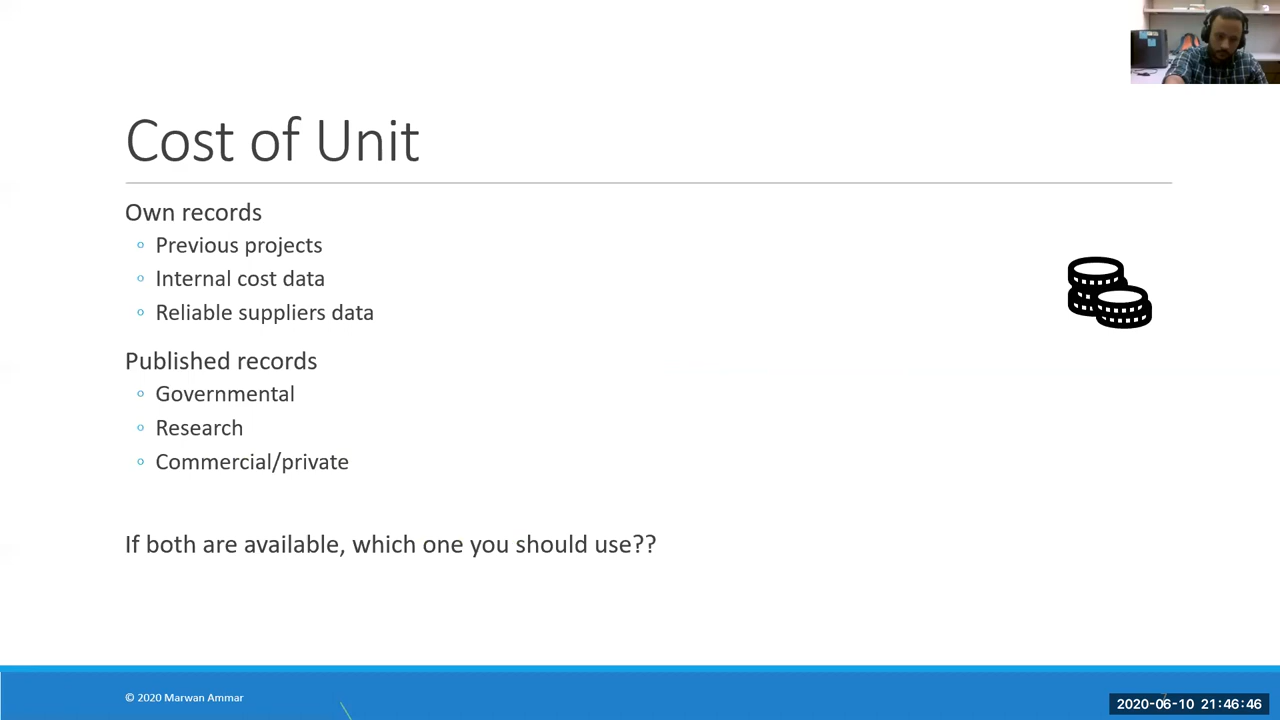 Cost of Unit
Own records
Previous projects
Internal cost data
Reliable suppliers data
Published records
Governmental
Research
Commercial/private
If both are available, which one you should use??
© 2020 Marwan Ammar
2020-06-10 21:46:46